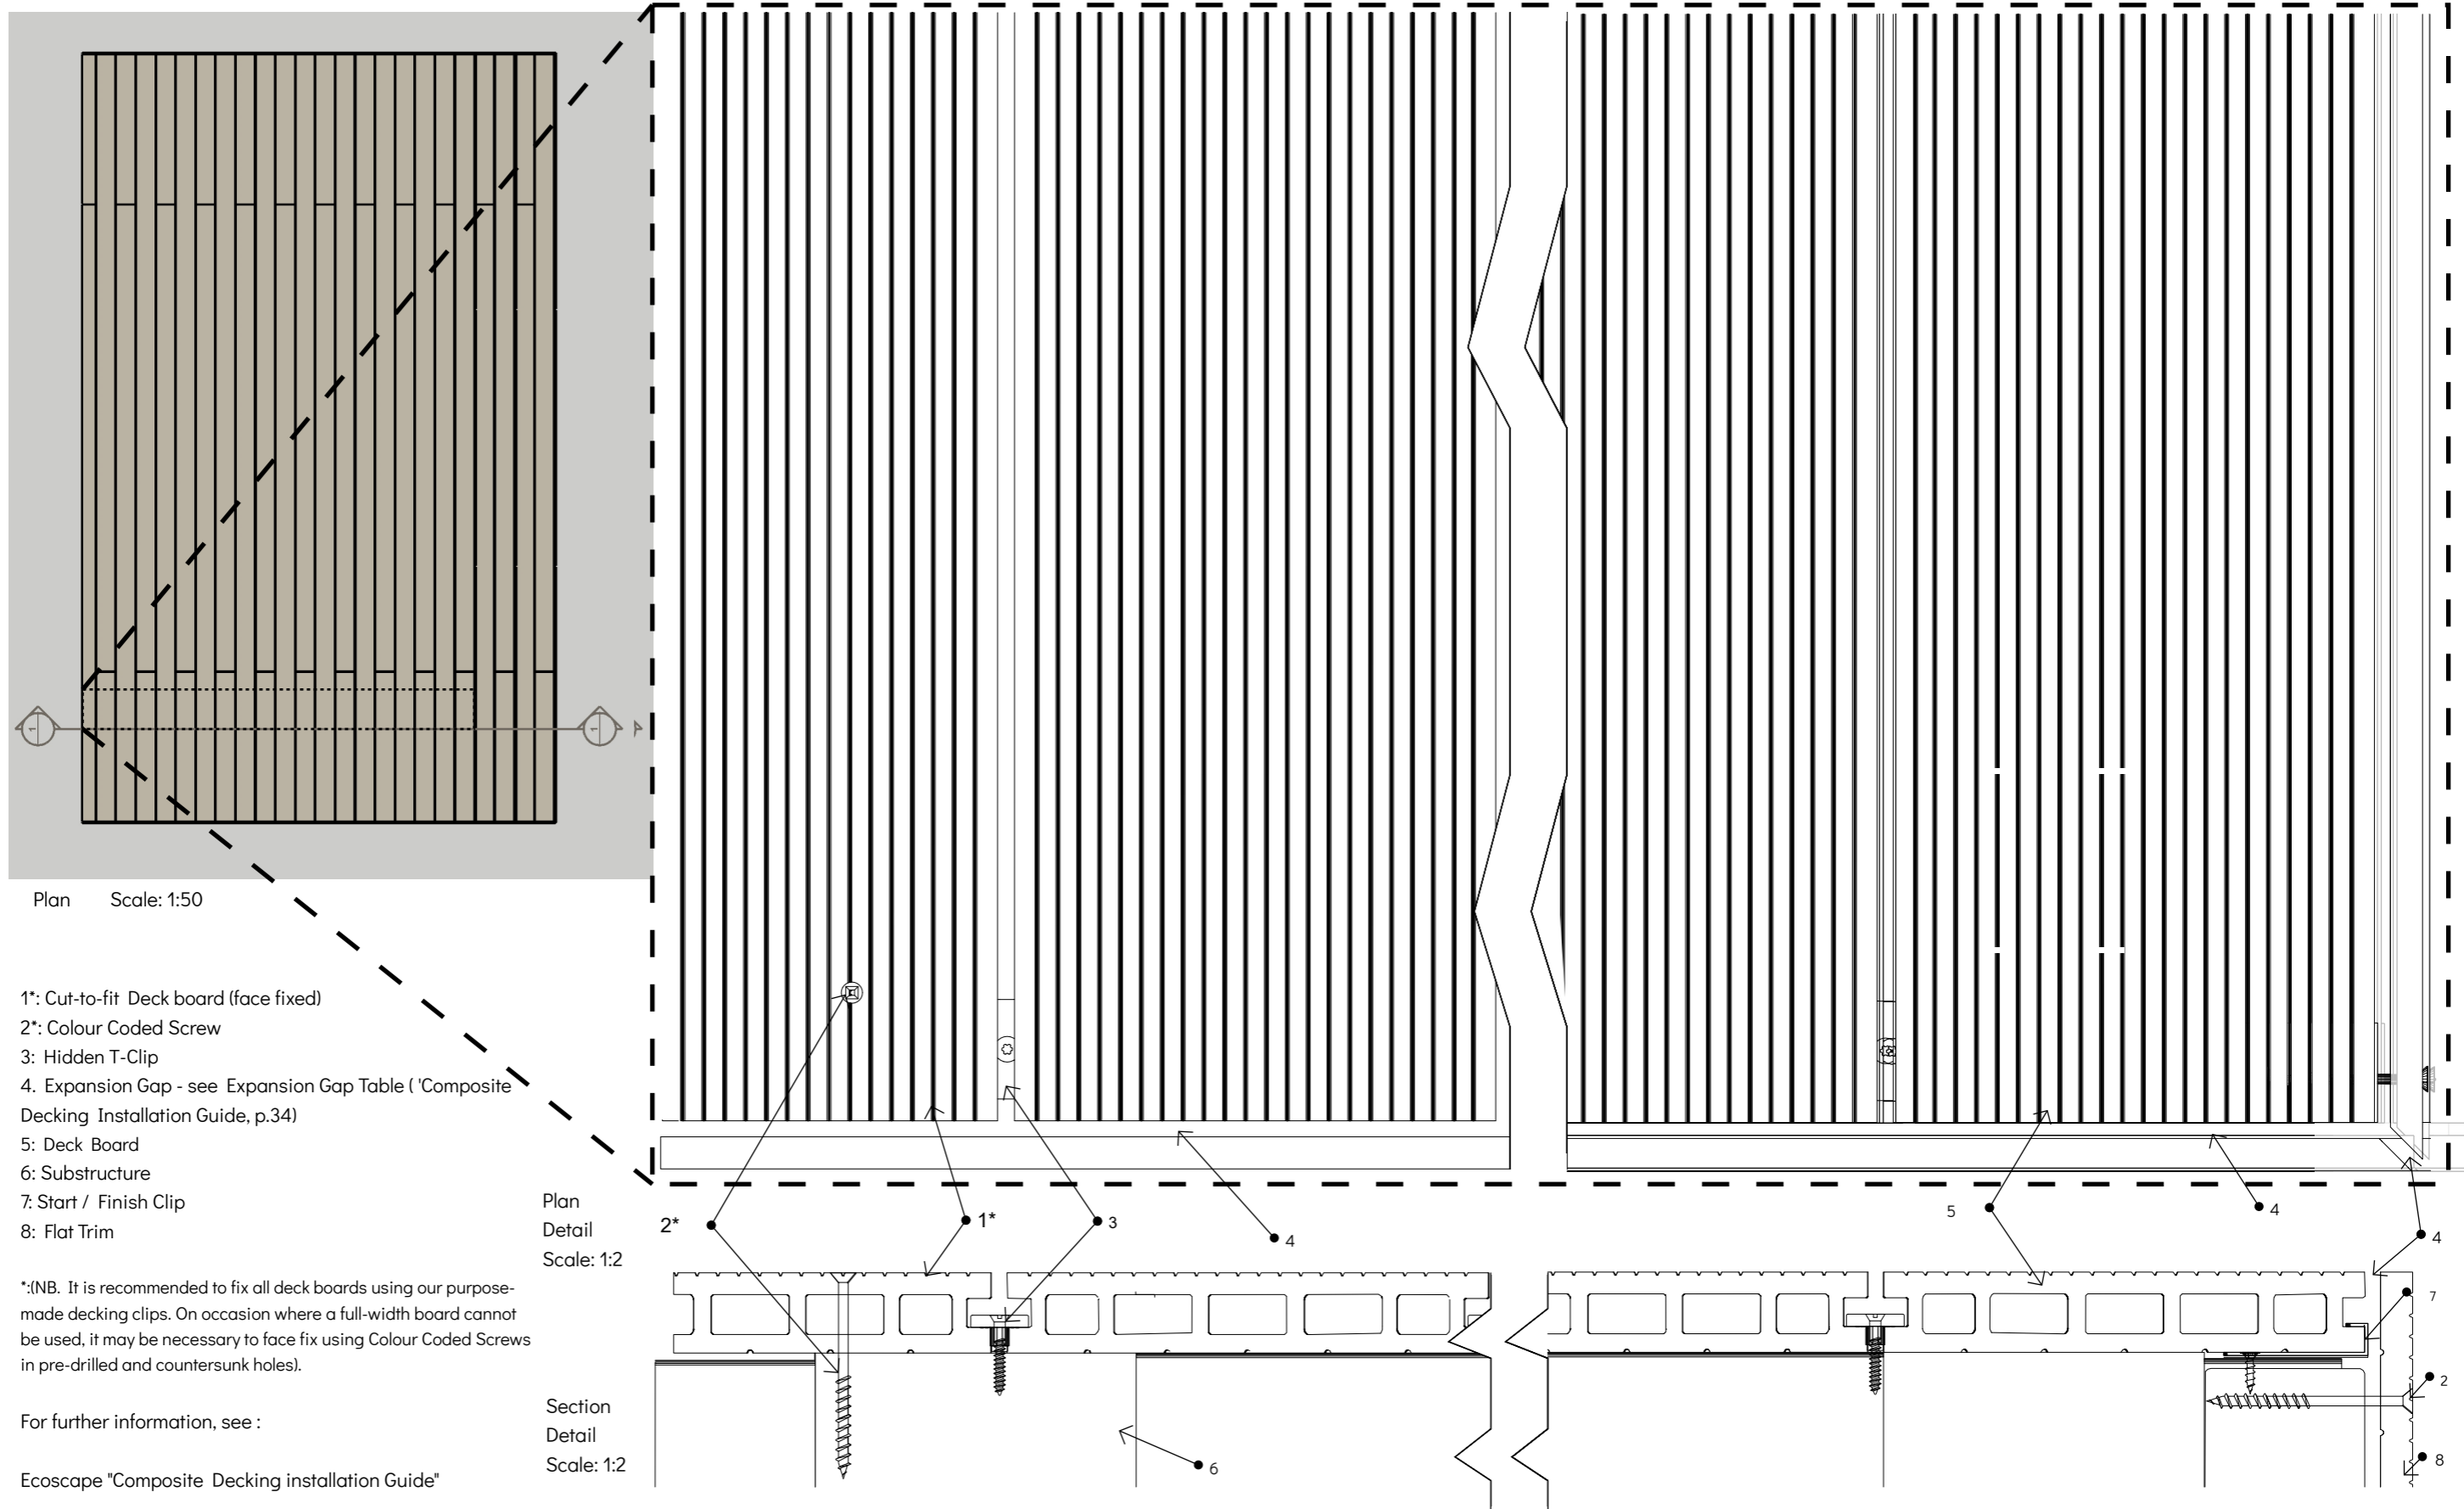 Plan Scale: 1:50
1*: Cut-to-fit Deck board (face fixed)
2*: Colour Coded Screw
3: Hidden T-Clip
4. Expansion Gap - see Expansion Gap Table ( 'Composite
Decking Installation Guide, p.34)
5: Deck Board
6: Substructure
7: Start / Finish Clip
8: Flat Trim
*:(NB. It is recommended to fix all deck boards using our purpose-
made decking clips. On occasion where a full-width board cannot
be used, it may be necessary to face fix using Colour Coded Screws
in pre-drilled and countersunk holes).
For further information, see :
Ecoscape "Composite Decking installation Guide"
1
1
Plan
Detail
Scale: 1:2
2*
1*
3
4
5
4
4
7
2
8
6
Section
Detail
Scale: 1:2